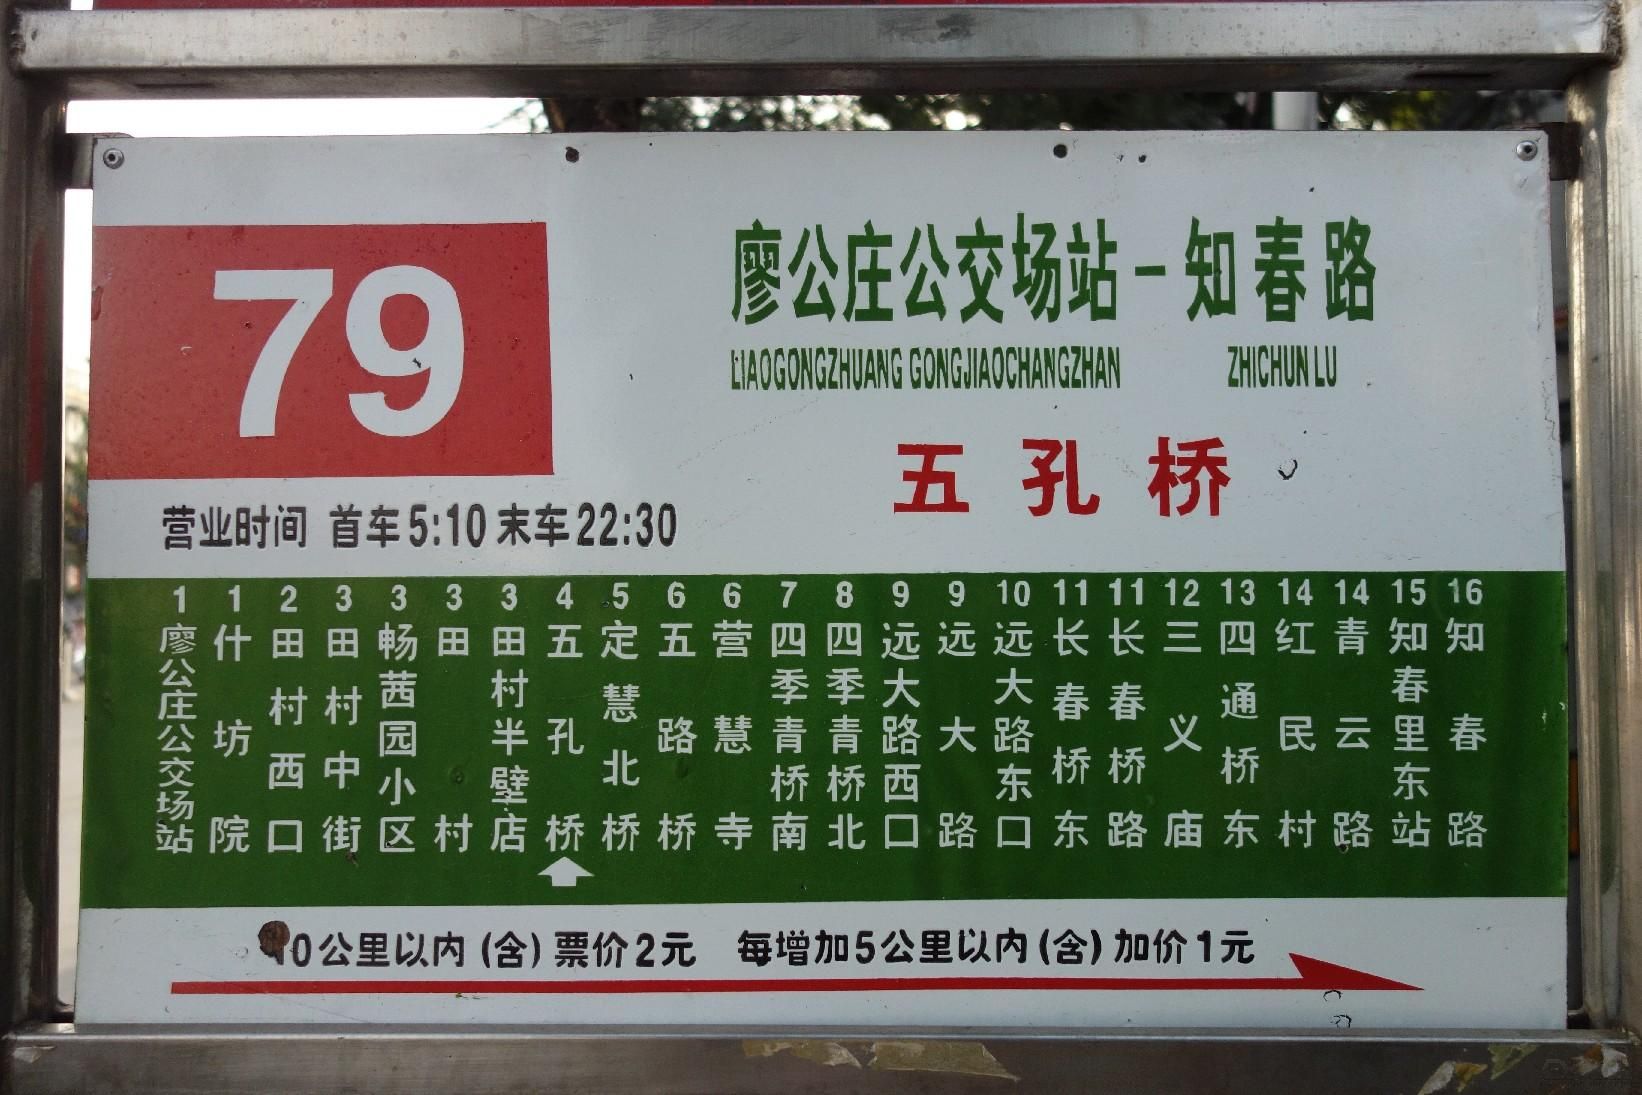 79
廖公庄公交场站-知春路
LIAOGONGZHUANG GONGJIAOCHANGZHAN ZHICHUN LU
五孔桥
营业时间 首车5:10 末车22:30
1 廖公庄公交场站
1 什坊院
2 田村西口
3 田村中街
3 畅茜园小区
3 田村
3 田村半壁店
4 五孔桥
5 定慧北桥
6 五路桥
6 营慧寺
7 四季青桥南
8 四季青桥北
9 远大路西口
9 远大路
10 远大路东口
11 长春桥东
11 长春桥路
12 三义庙
13 四通桥东
14 红民村
14 青云路
15 知春里东站
16 知春路
10公里以内(含)票价2元 每增加5公里以内(含)加价1元